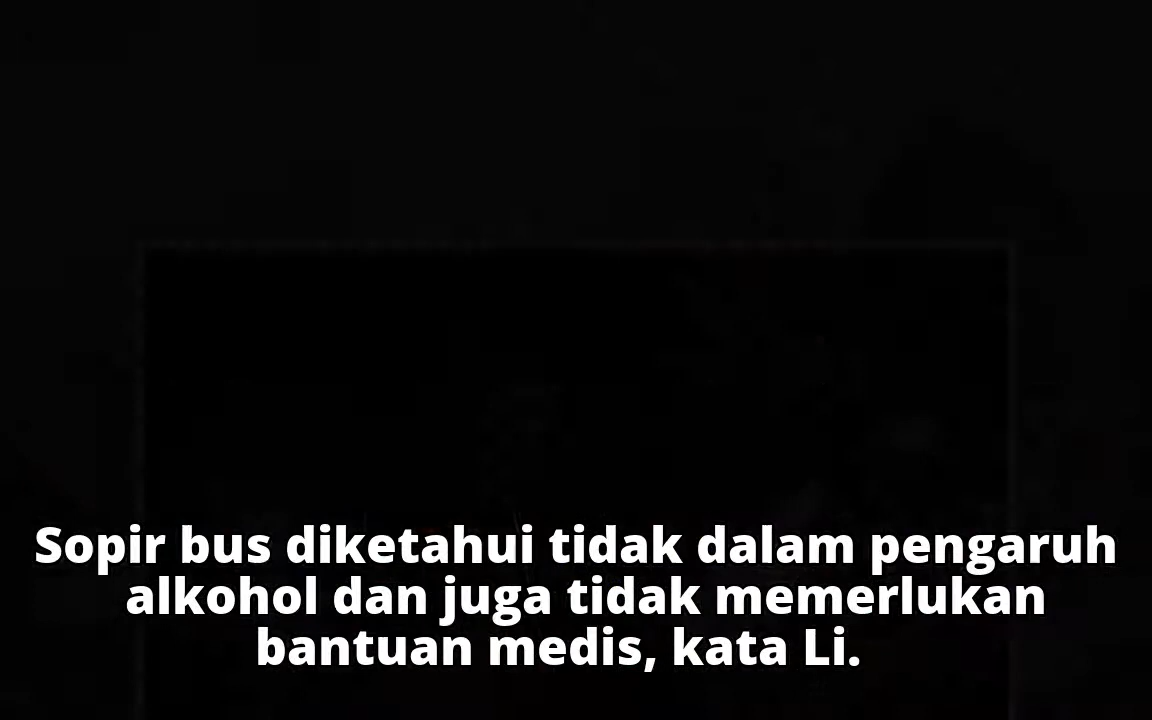 Sopir bus diketahui tidak dalam pengaruh
alkohol dan juga tidak memerlukan
bantuan medis, kata Li.